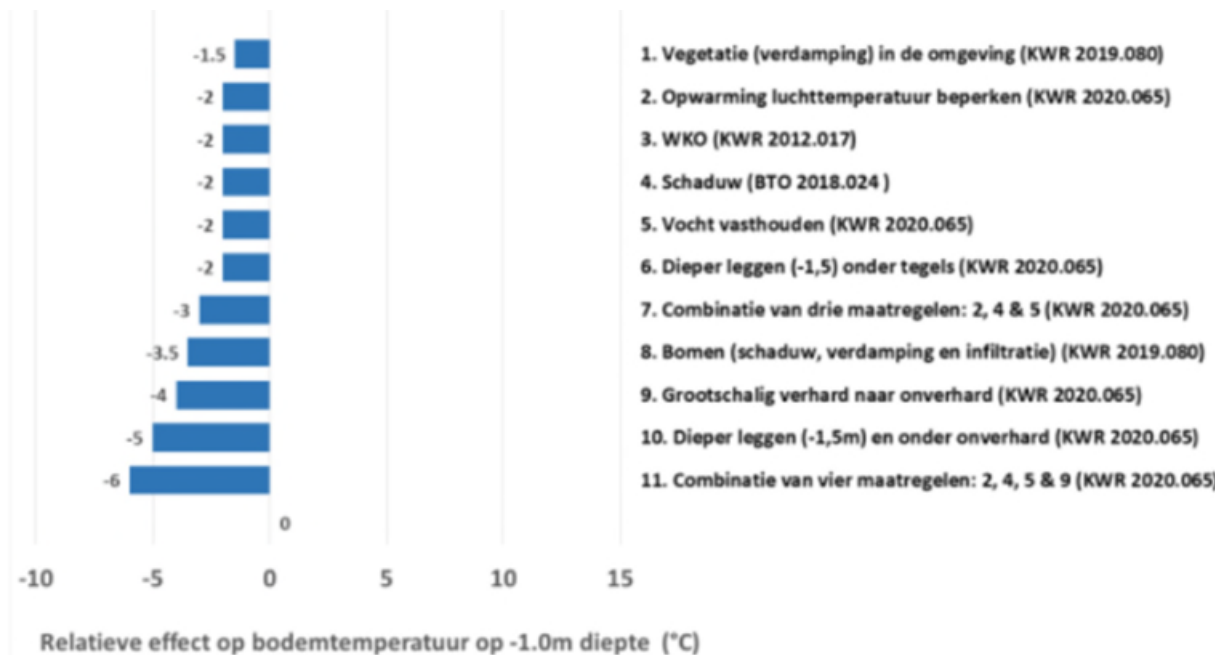 -1.5 1. Vegetatie (verdamping) in de omgeving (KWR 2019.080)
-2 2. Opwarming luchttemperatuur beperken (KWR 2020.065)
-2 3. WKO (KWR 2012.017)
-2 4. Schaduw (BTO 2018.024 )
-2 5. Vocht vasthouden (KWR 2020.065)
-2 6. Dieper leggen (-1,5) onder tegels (KWR 2020.065)
-3 7. Combinatie van drie maatregelen: 2, 4 & 5 (KWR 2020.065)
-3.5 8. Bomen (schaduw, verdamping en infiltratie) (KWR 2019.080)
-4 9. Grootschalig verhard naar onverhard (KWR 2020.065)
-5 10. Dieper leggen (-1,5m) en onder onverhard (KWR 2020.065)
-6 11. Combinatie van vier maatregelen: 2, 4, 5 & 9 (KWR 2020.065)
0
-10 -5 0 5 10 15
Relatieve effect op bodemtemperatuur op -1.0m diepte (°C)